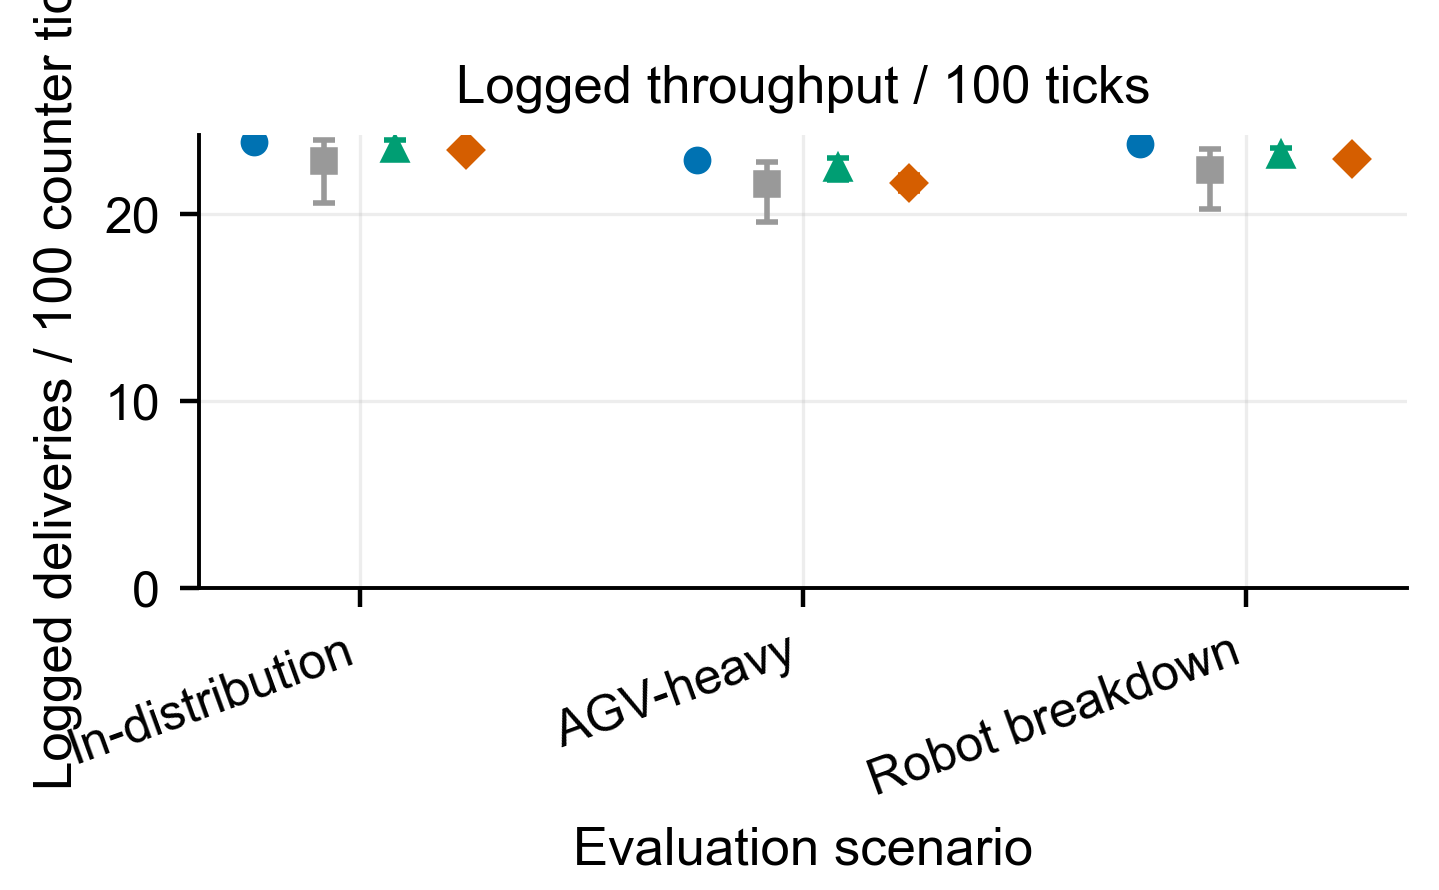 Logged throughput / 100 ticks
Logged deliveries / 100 counter
20
10
0
In-distribution
AGV-heavy
Robot breakdown
Evaluation scenario